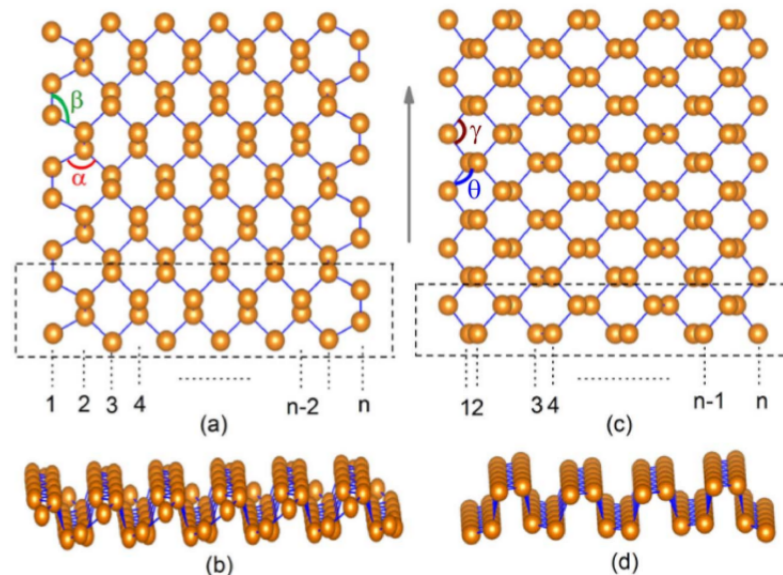 β
α
γ
θ
1 2 3 4 ......... n-2 n
(a)
12 34 ......... n-1 n
(c)
(b)
(d)